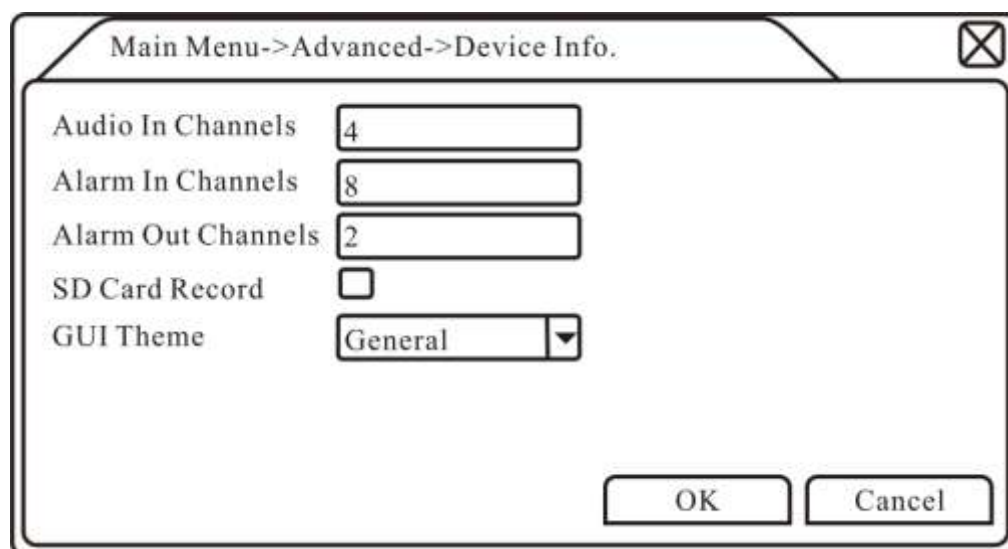 Main Menu->Advanced->Device Info.
Audio In Channels 4
Alarm In Channels 8
Alarm Out Channels 2
SD Card Record
GUI Theme General
OK Cancel